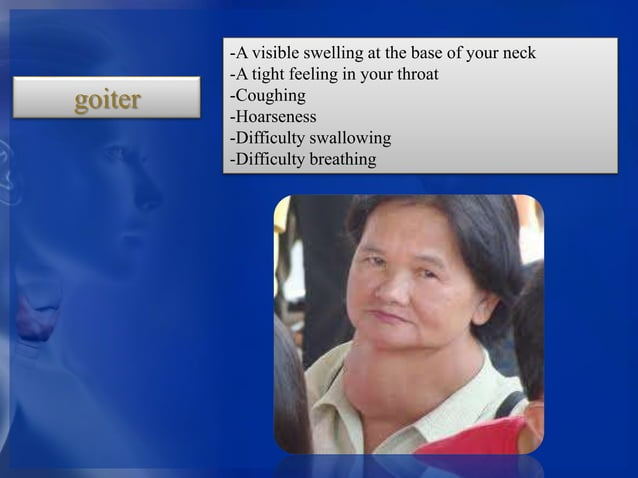 goiter
-A visible swelling at the base of your neck
-A tight feeling in your throat
-Coughing
-Hoarseness
-Difficulty swallowing
-Difficulty breathing